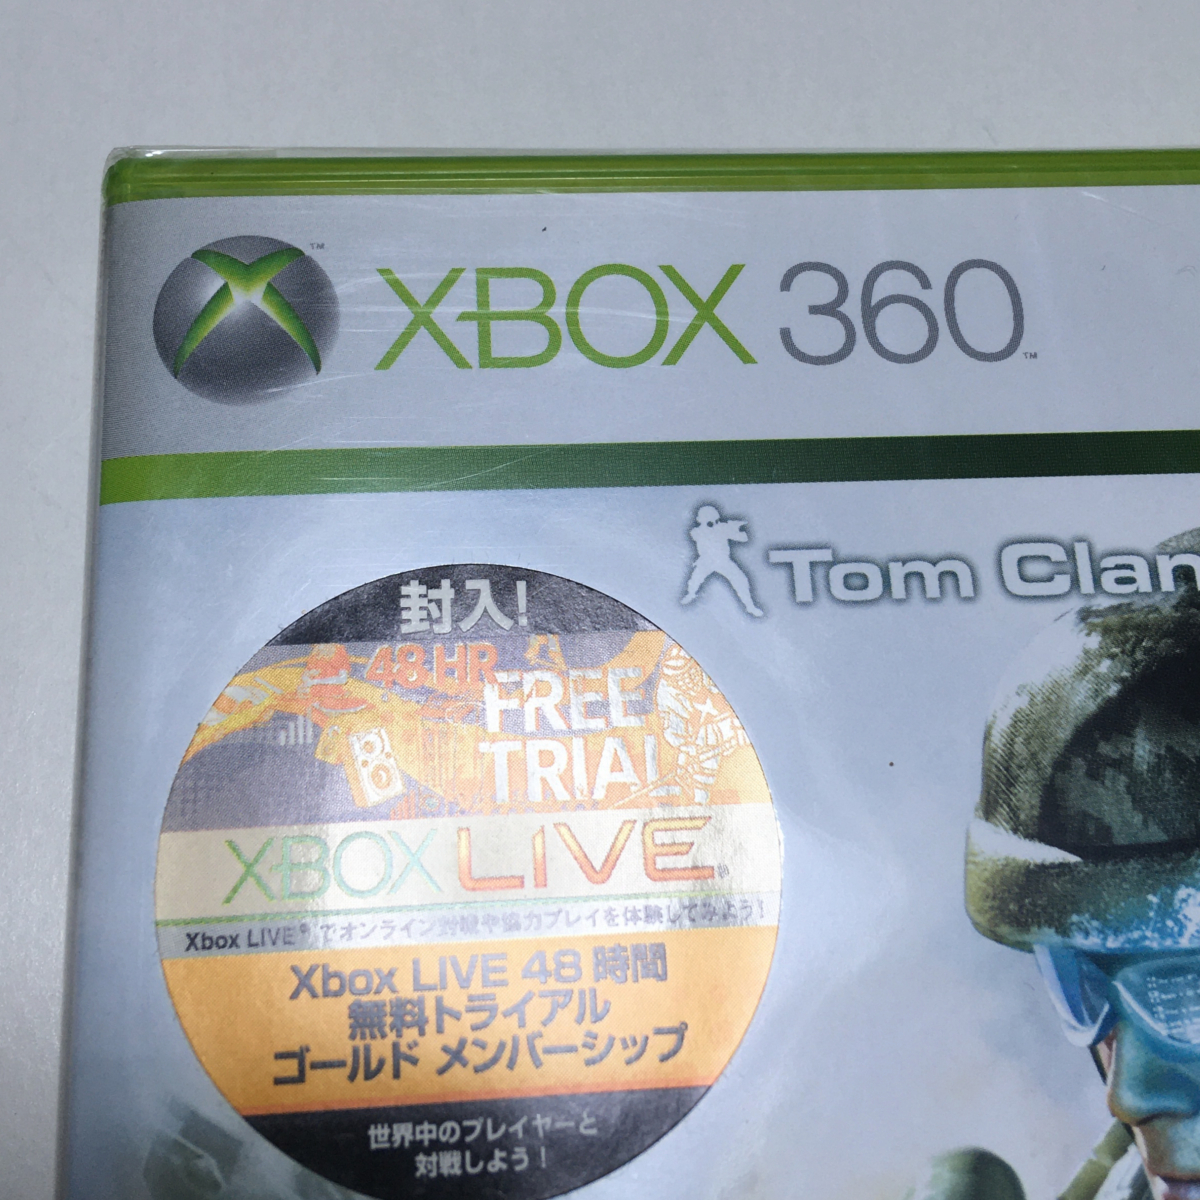 XBOX 360
Tom Clan
封入!
48HR
FREE
TRIAL
XBOX LIVE
Xbox LIVE® でオンライン対戦や協力プレイを体験してみよう!
Xbox LIVE 48 時間
無料トライアル
ゴールド メンバーシップ
世界中のプレイヤーと
対戦しよう!